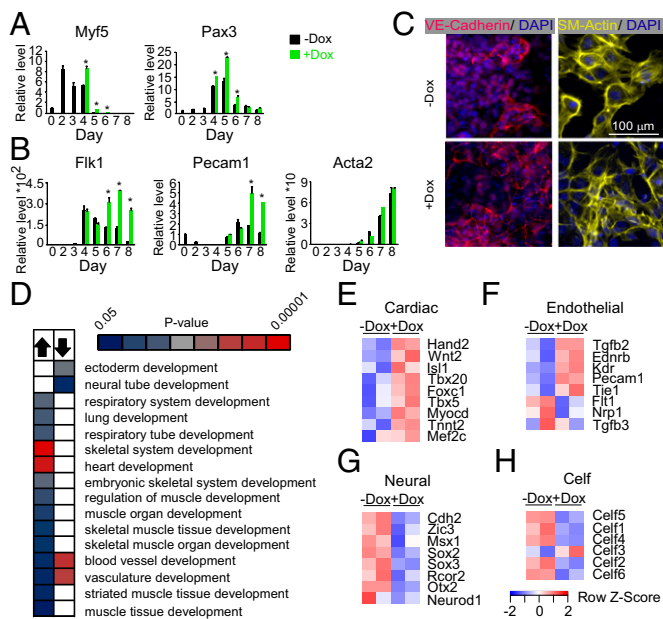 A
Myf5
Pax3
-Dox
+Dox
Relative level
12
10
8
6
4
2
0
0 2 3 4 5 6 7 8
Day
Relative level
25
20
15
10
5
0
0 2 3 4 5 6 7 8
Day
B
Flk1
Pecam1
Acta2
Relative level *10²
4.5
3
1.5
0
0 2 3 4 5 6 7 8
Day
Relative level
6
5
4
3
2
1
0
0 2 3 4 5 6 7 8
Day
Relative level *10
9
6
3
0
0 2 3 4 5 6 7 8
Day
C
VE-Cadherin/ DAPI
SM-Actin/ DAPI
-Dox
+Dox
100 µm
D
P-value
0.05
0.00001
ectoderm development
neural tube development
respiratory system development
lung development
respiratory tube development
skeletal system development
heart development
embryonic skeletal system development
regulation of muscle development
muscle organ development
skeletal muscle tissue development
skeletal muscle organ development
blood vessel development
vasculature development
striated muscle tissue development
muscle tissue development
E
Cardiac
-Dox +Dox
Hand2
Wnt2
Isl1
Tbx20
Foxc1
Tbx5
Myocd
Tnnt2
Mef2c
F
Endothelial
-Dox +Dox
Tgfb2
Ednrb
Kdr
Pecam1
Tie1
Flt1
Nrp1
Tgfb3
G
Neural
-Dox +Dox
Cdh2
Zic3
Msx1
Sox2
Sox3
Rcor2
Otx2
Neurod1
H
Celf
-Dox +Dox
Celf5
Celf1
Celf4
Celf3
Celf2
Celf6
Row Z-Score
-2 0 2